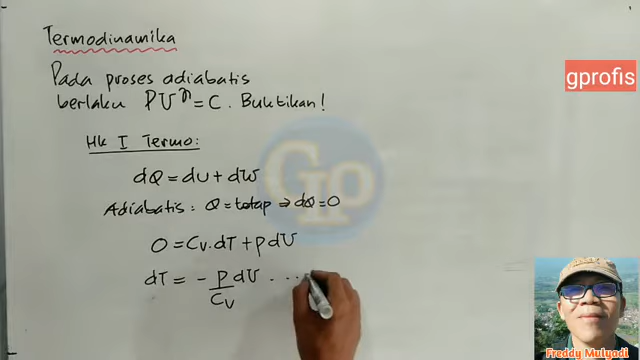 Termodinamika
gprofis
Pada proses adiabatis
berlaku PV^γ = C. Buktikan!
Hk I Termo:
dQ = dU + dW
Adiabatis: Q = tetap ⇒ dQ = 0
0 = Cv.dT + pdV
dT = - p/Cv dV ....
Freddy Mulyadi